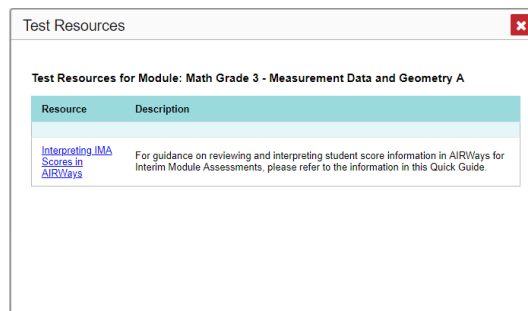 Test Resources
Test Resources for Module: Math Grade 3 - Measurement Data and Geometry A
Resource Description
Interpreting IMA
Scores in
AIRWays
For guidance on reviewing and interpreting student score information in AIRWays for
Interim Module Assessments, please refer to the information in this Quick Guide.